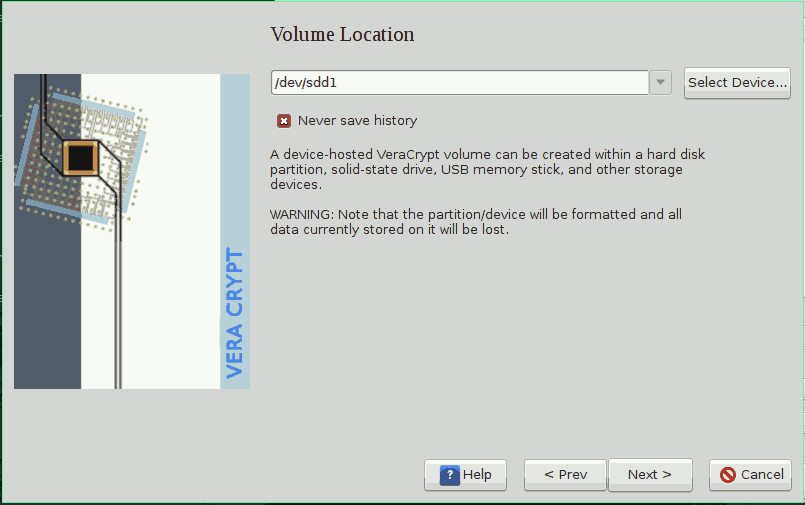 Volume Location
/dev/sdd1
Select Device...
Never save history
A device-hosted VeraCrypt volume can be created within a hard disk
partition, solid-state drive, USB memory stick, and other storage
devices.
WARNING: Note that the partition/device will be formatted and all
data currently stored on it will be lost.
VERA CRYPT
? Help
< Prev
Next >
Cancel